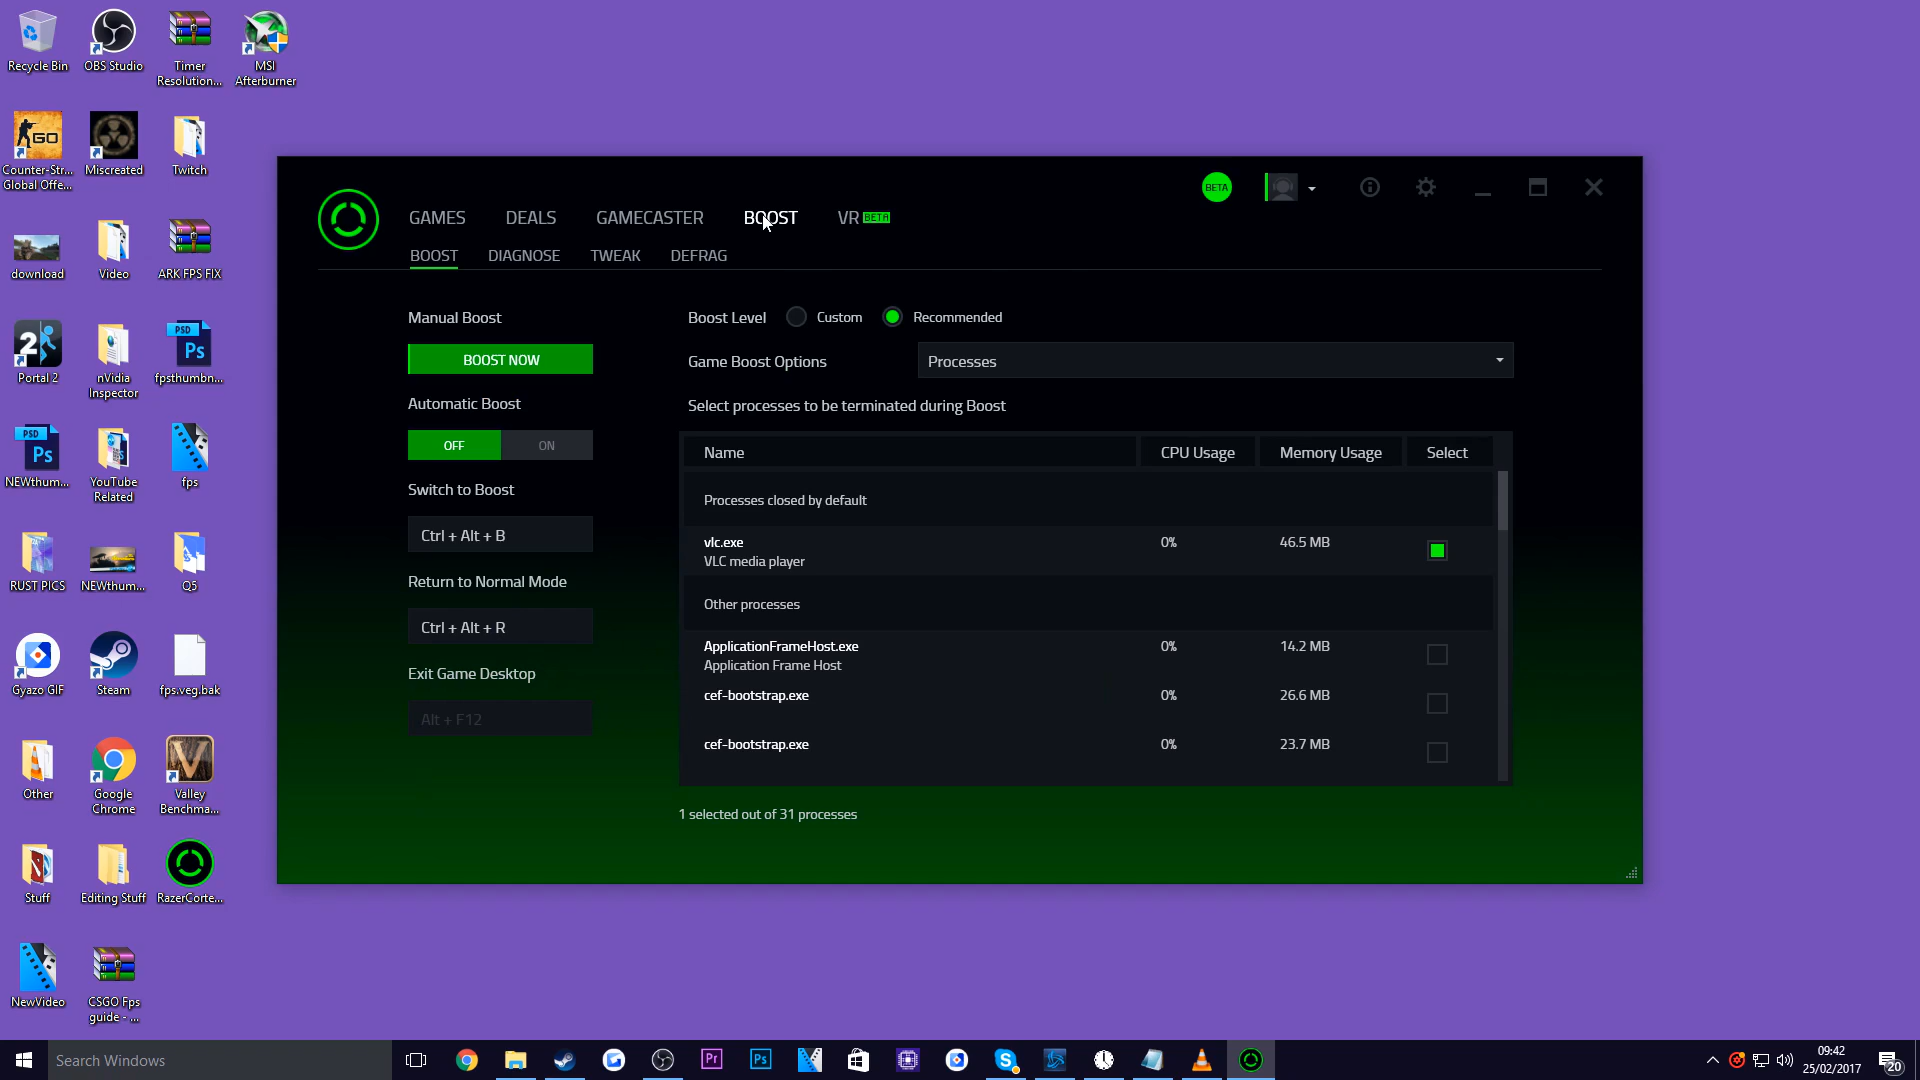 Recycle Bin
OBS Studio
Timer
Resolution...
MSI
Afterburner
GO
Counter-Str...
Global Offe...
Miscreated
Twitch
download
Video
ARK FPS FIX
2
Portal 2
nVidia
Inspector
PSD
Ps
fpsthumbn...
PSD
Ps
NEWthum...
YouTube
Related
fps
RUST PICS
NEWthum...
Q5
Gyazo GIF
Steam
fps.veg.bak
Other
Google
Chrome
V
Valley
Benchma...
Stuff
Editing Stuff
RazerCorte...
NewVideo
CSGO Fps
guide - ...
BETA
GAMES
DEALS
GAMECASTER
BOOST
VR BETA
BOOST
DIAGNOSE
TWEAK
DEFRAG
Manual Boost
BOOST NOW
Automatic Boost
OFF
ON
Switch to Boost
Ctrl + Alt + B
Return to Normal Mode
Ctrl + Alt + R
Exit Game Desktop
Alt + F12
Boost Level
Custom
Recommended
Game Boost Options
Processes
Select processes to be terminated during Boost
Name
CPU Usage
Memory Usage
Select
Processes closed by default
vlc.exe
0%
46.5 MB
VLC media player
Other processes
ApplicationFrameHost.exe
0%
14.2 MB
Application Frame Host
cef-bootstrap.exe
0%
26.6 MB
cef-bootstrap.exe
0%
23.7 MB
1 selected out of 31 processes
Search Windows
Pr
Ps
S
09:42
25/02/2017
20